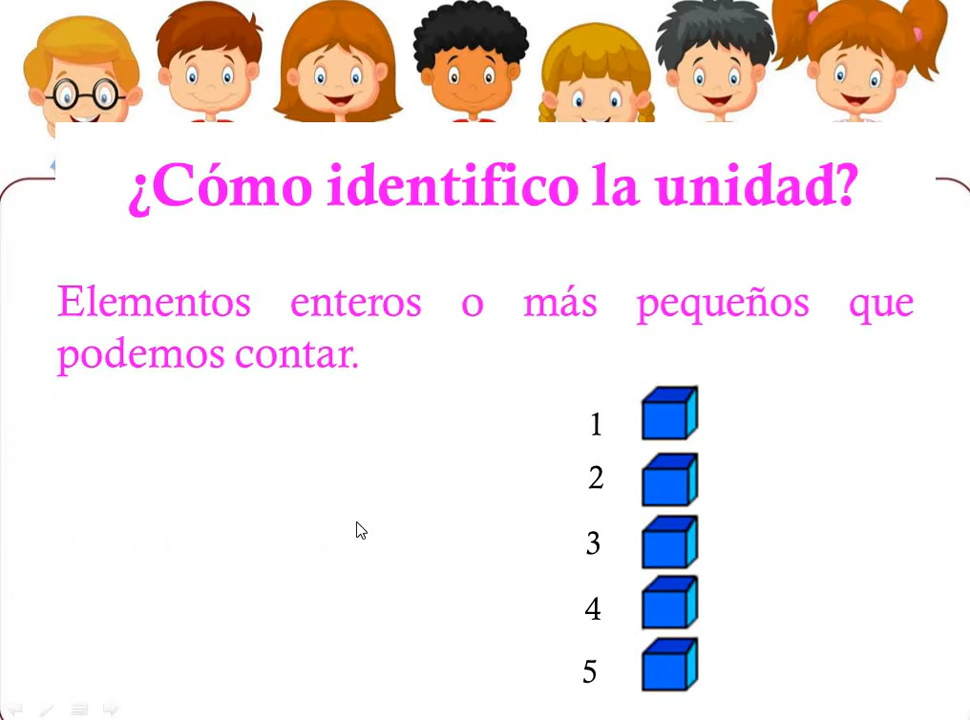 ¿Cómo identifico la unidad?
Elementos enteros o más pequeños que
podemos contar.
1
2
3
4
5